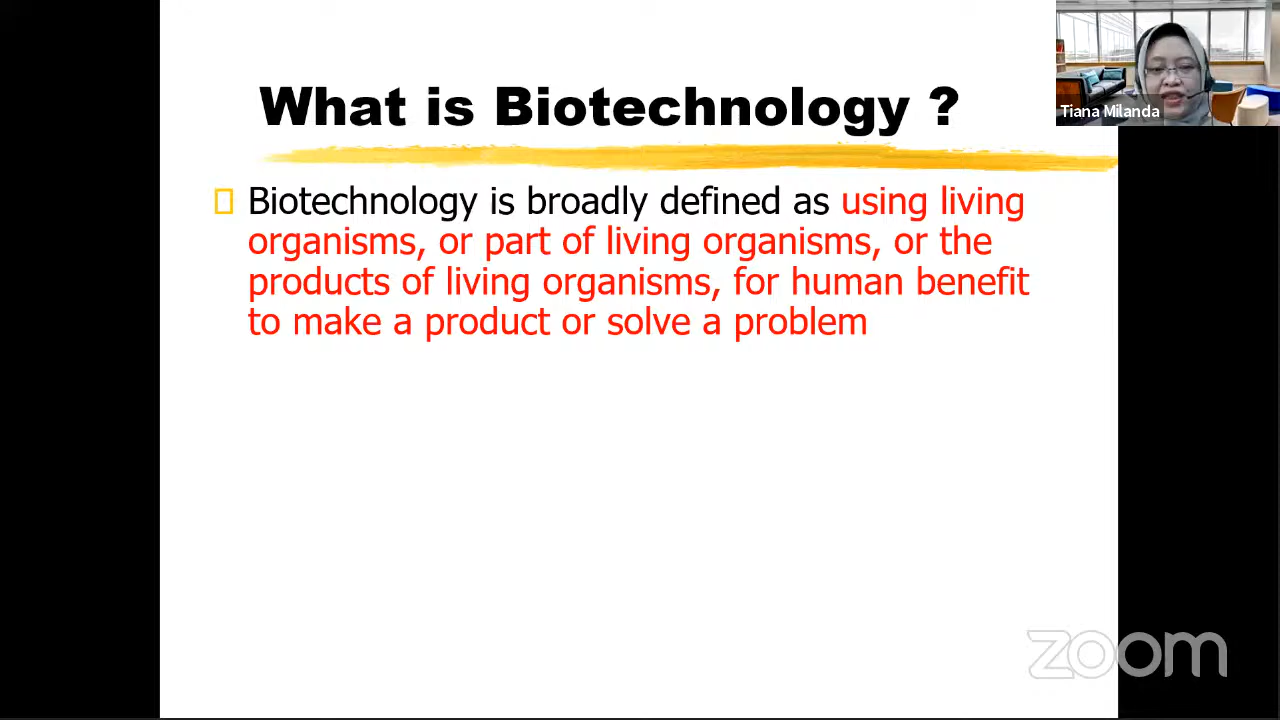 What is Biotechnology ?
Tiana Milanda
Biotechnology is broadly defined as using living
organisms, or part of living organisms, or the
products of living organisms, for human benefit
to make a product or solve a problem
zoom